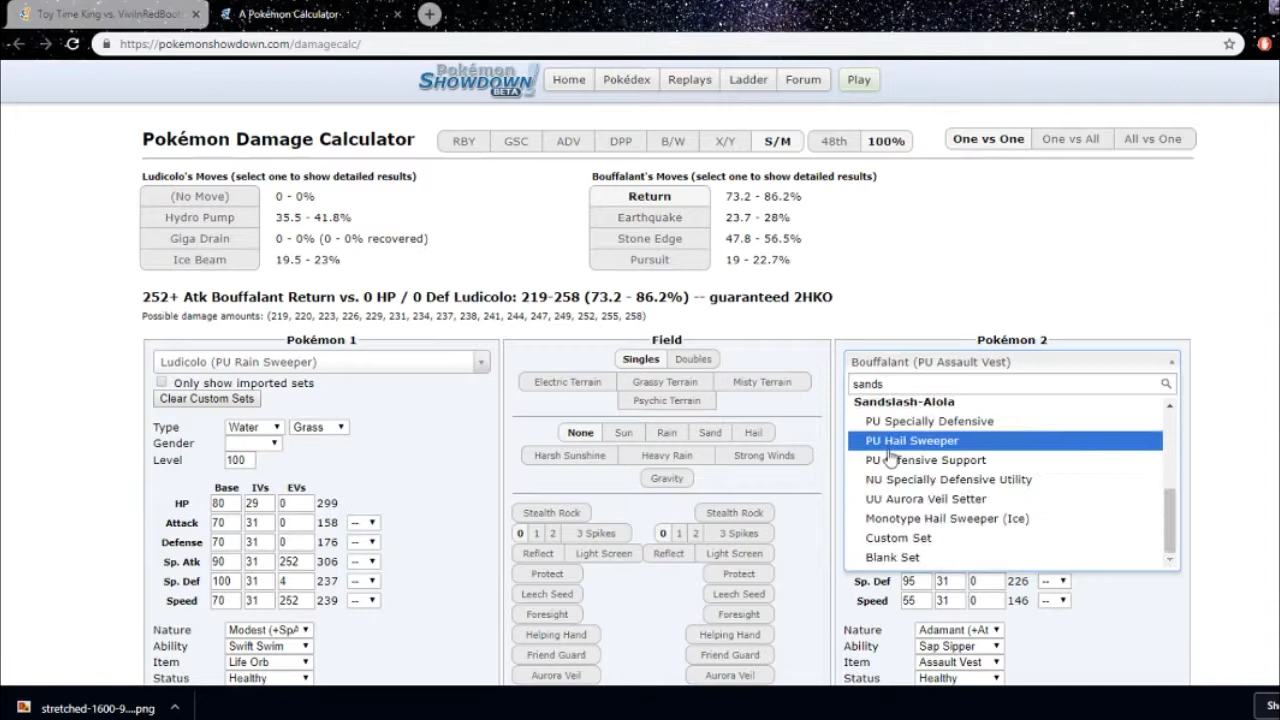 Toy Time King vs. ViviInRedBoot
A Pokémon Calculator
https://pokemonshowdown.com/damagecalc/
Pokémon
SHOWDOWN
BETA
Home Pokédex Replays Ladder Forum Play
Pokémon Damage Calculator RBY GSC ADV DPP B/W X/Y S/M 48th 100% One vs One One vs All All vs One
Ludicolo's Moves (select one to show detailed results) Bouffalant's Moves (select one to show detailed results)
(No Move) 0 - 0% Return 73.2 - 86.2%
Hydro Pump 35.5 - 41.8% Earthquake 23.7 - 28%
Giga Drain 0 - 0% (0 - 0% recovered) Stone Edge 47.8 - 56.5%
Ice Beam 19.5 - 23% Pursuit 19 - 22.7%
252+ Atk Bouffalant Return vs. 0 HP / 0 Def Ludicolo: 219-258 (73.2 - 86.2%) -- guaranteed 2HKO
Possible damage amounts: (219, 220, 223, 226, 229, 231, 234, 237, 238, 241, 244, 247, 249, 252, 255, 258)
Pokémon 1
Ludicolo (PU Rain Sweeper)
Only show imported sets
Clear Custom Sets
Type Water Grass
Gender
Level 100
Base IVs EVs
HP 80 29 0 299
Attack 70 31 0 158 --
Defense 70 31 0 176 --
Sp. Atk 90 31 252 306 --
Sp. Def 100 31 4 237 --
Speed 70 31 252 239 --
Nature Modest (+SpA
Ability Swift Swim
Item Life Orb
Status Healthy
Field
Singles Doubles
Electric Terrain Grassy Terrain Misty Terrain
Psychic Terrain
None Sun Rain Sand Hail
Harsh Sunshine Heavy Rain Strong Winds
Gravity
Stealth Rock Stealth Rock
0 1 2 3 Spikes 0 1 2 3 Spikes
Reflect Light Screen Reflect Light Screen
Protect Protect
Leech Seed Leech Seed
Foresight Foresight
Helping Hand Helping Hand
Friend Guard Friend Guard
Aurora Veil Aurora Veil
Pokémon 2
Bouffalant (PU Assault Vest)
sands
Sandslash-Alola
PU Specially Defensive
PU Hail Sweeper
PU fensive Support
NU Specially Defensive Utility
UU Aurora Veil Setter
Monotype Hail Sweeper (Ice)
Custom Set
Blank Set
Sp. Def 95 31 0 226 --
Speed 55 31 0 146 --
Nature Adamant (+At
Ability Sap Sipper
Item Assault Vest
Status Healthy
stretched-1600-9....png
Sh